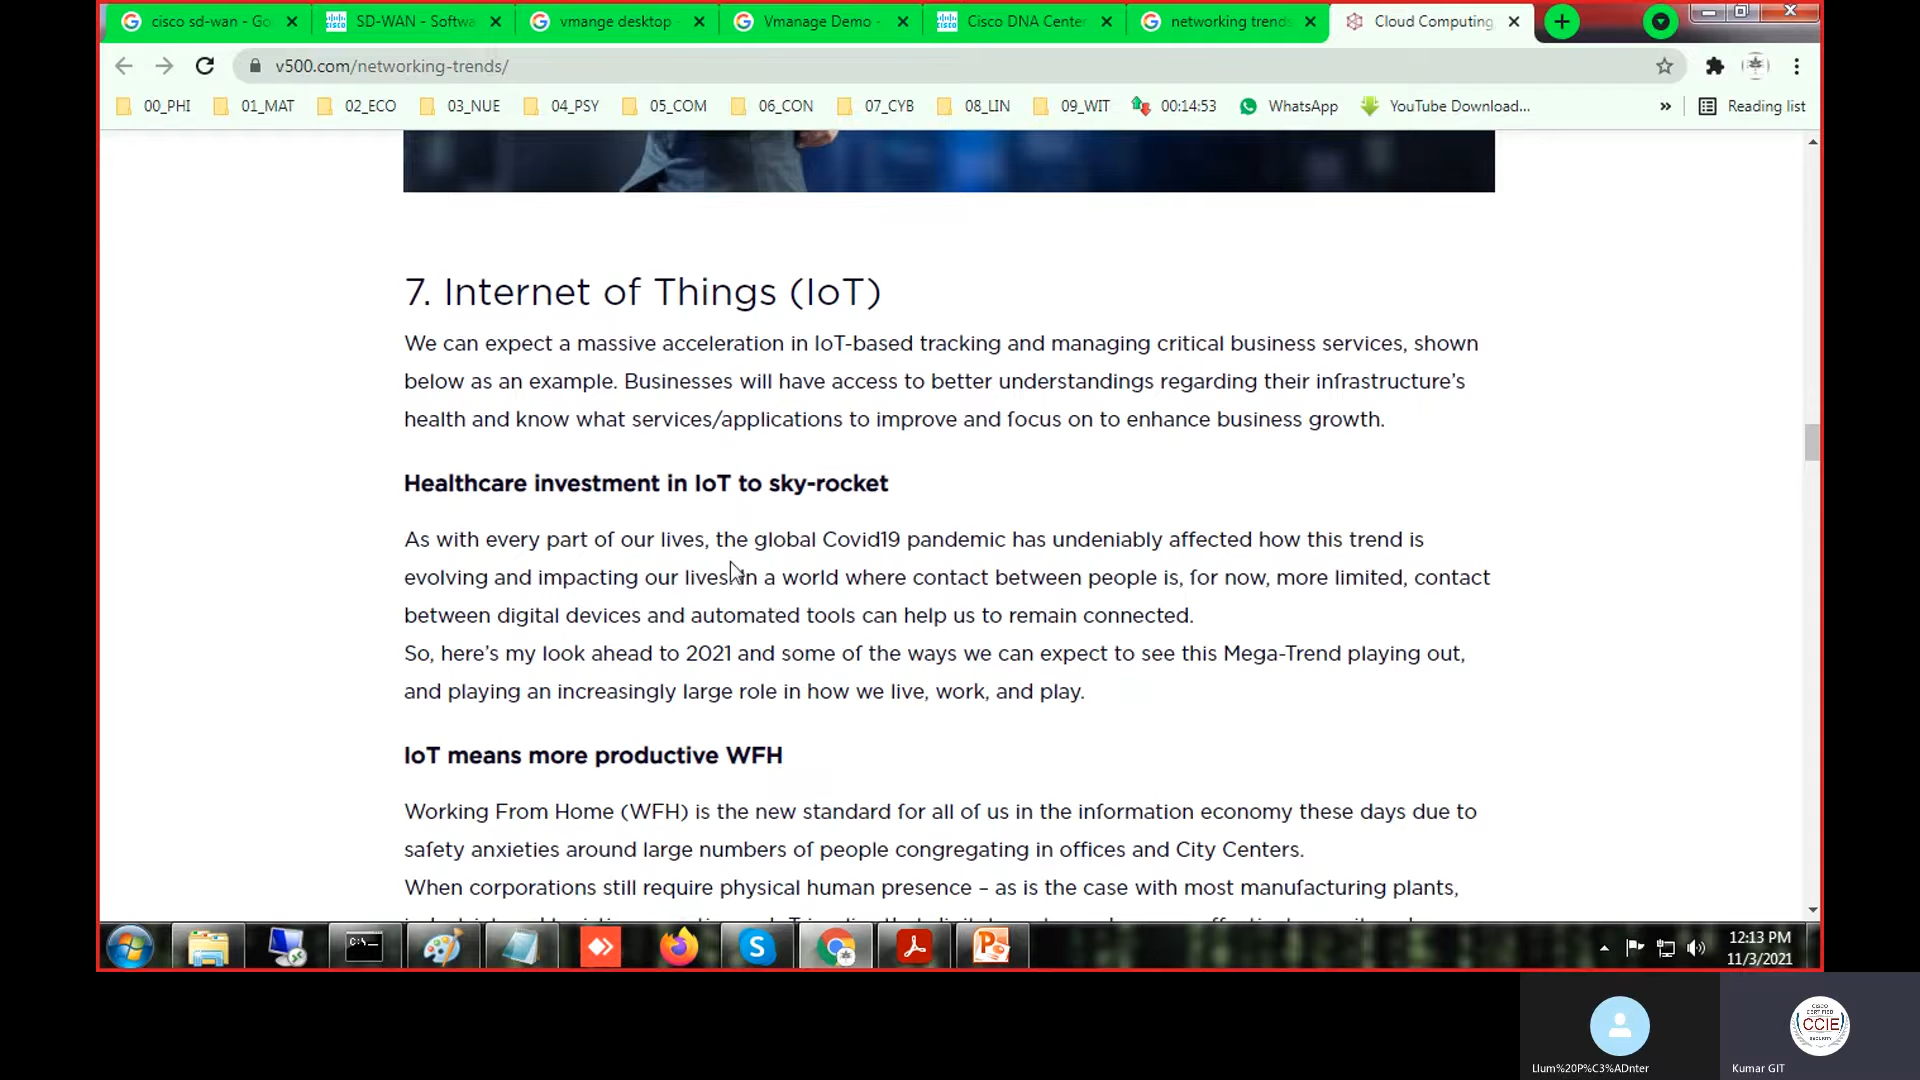 cisco sd-wan - Go
SD-WAN - Softwa
vmange desktop -
Vmanage Demo -
Cisco DNA Center
networking trends
Cloud Computing,
v500.com/networking-trends/
00_PHI
01_MAT
02_ECO
03_NUE
04_PSY
05_COM
06_CON
07_CYB
08_LIN
09_WIT
00:14:53
WhatsApp
YouTube Download...
»
Reading list
7. Internet of Things (IoT)
We can expect a massive acceleration in IoT-based tracking and managing critical business services, shown
below as an example. Businesses will have access to better understandings regarding their infrastructure's
health and know what services/applications to improve and focus on to enhance business growth.
Healthcare investment in IoT to sky-rocket
As with every part of our lives, the global Covid19 pandemic has undeniably affected how this trend is
evolving and impacting our lives in a world where contact between people is, for now, more limited, contact
between digital devices and automated tools can help us to remain connected.
So, here's my look ahead to 2021 and some of the ways we can expect to see this Mega-Trend playing out,
and playing an increasingly large role in how we live, work, and play.
IoT means more productive WFH
Working From Home (WFH) is the new standard for all of us in the information economy these days due to
safety anxieties around large numbers of people congregating in offices and City Centers.
When corporations still require physical human presence – as is the case with most manufacturing plants,
12:13 PM
11/3/2021
CISCO
CERTIFIED
CCIE
SECURITY
Llum%20P%C3%ADnter
Kumar GIT